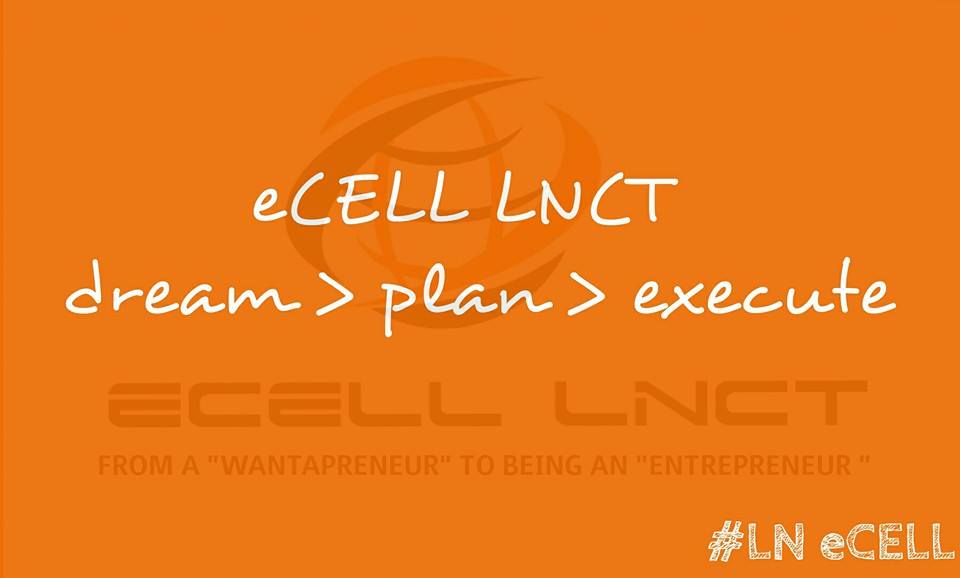 eCELL LNCT
dream > plan > execute
ECELL LNCT
FROM A "WANTAPRENEUR" TO BEING AN "ENTREPRENEUR "
#LN eCELL